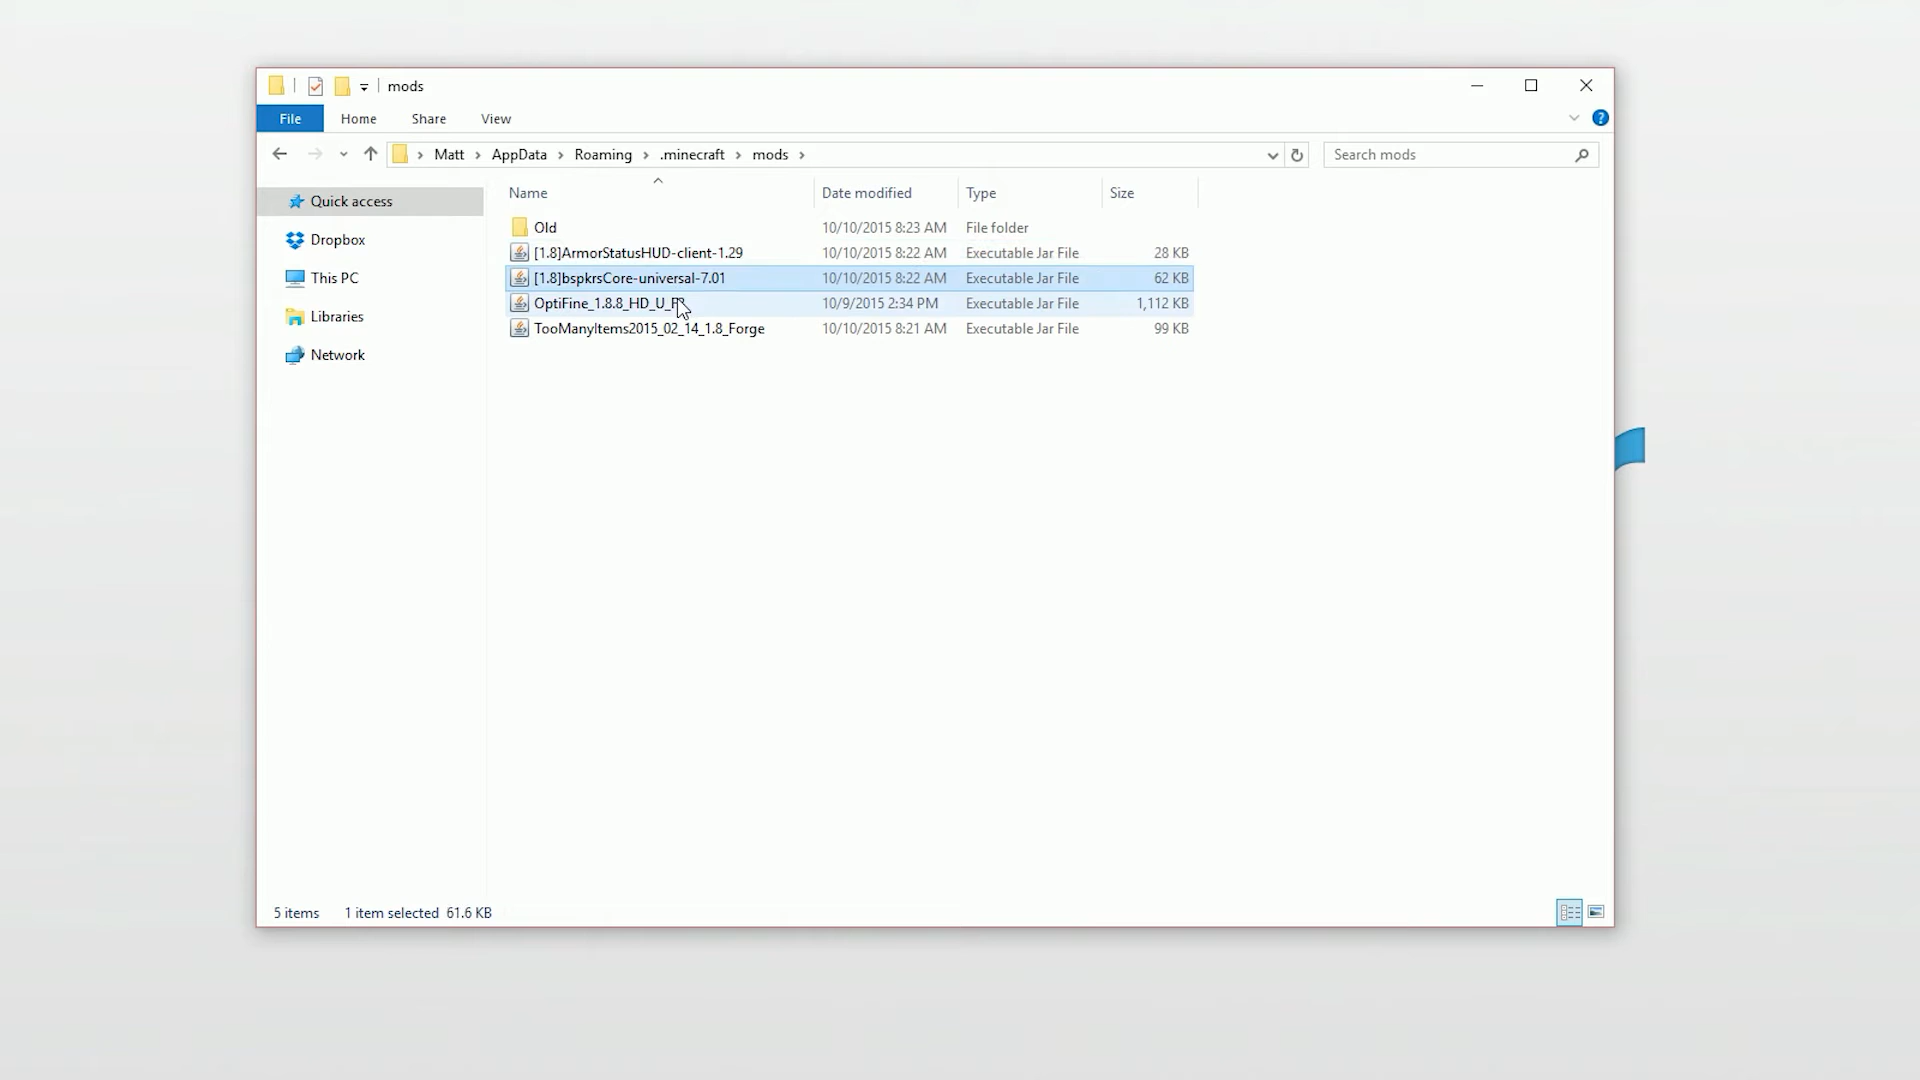 mods
File Home Share View
Matt AppData Roaming .minecraft mods Search mods
Name Date modified Type Size
Quick access
Dropbox
This PC
Libraries
Network
Old 10/10/2015 8:23 AM File folder
[1.8]ArmorStatusHUD-client-1.29 10/10/2015 8:22 AM Executable Jar File 28 KB
[1.8]bspkrsCore-universal-7.01 10/10/2015 8:22 AM Executable Jar File 62 KB
10/9/2015 2:34 PM Executable Jar File 1,112 KB
TooManyItems2015_02_14_1.8_Forge 10/10/2015 8:21 AM Executable Jar File 99 KB
5 items 1 item selected 61.6 KB